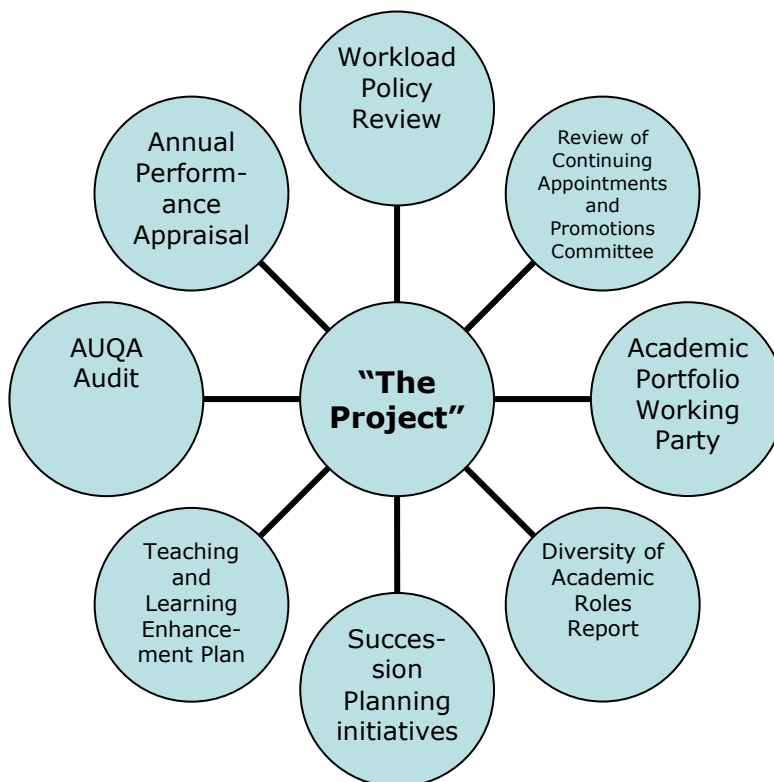 Workload
Policy
Review
Review of
Continuing
Appointments
and
Promotions
Committee
Academic
Portfolio
Working
Party
Diversity of
Academic
Roles
Report
Succes-
sion
Planning
initiatives
Teaching
and
Learning
Enhance-
ment Plan
AUQA
Audit
Annual
Perform-
ance
Appraisal
“The
Project”